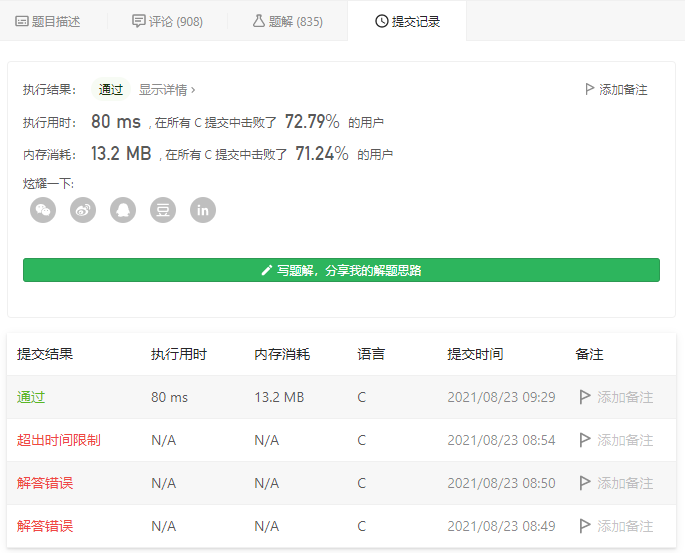 题目描述 评论 (908) 题解 (835) 提交记录
执行结果: 通过 显示详情 › 添加备注
执行用时: 80 ms , 在所有 C 提交中击败了 72.79% 的用户
内存消耗: 13.2 MB , 在所有 C 提交中击败了 71.24% 的用户
炫耀一下:
豆 in
写题解, 分享我的解题思路
提交结果 执行用时 内存消耗 语言 提交时间 备注
通过 80 ms 13.2 MB C 2021/08/23 09:29 添加备注
超出时间限制 N/A N/A C 2021/08/23 08:54 添加备注
解答错误 N/A N/A C 2021/08/23 08:50 添加备注
解答错误 N/A N/A C 2021/08/23 08:49 添加备注